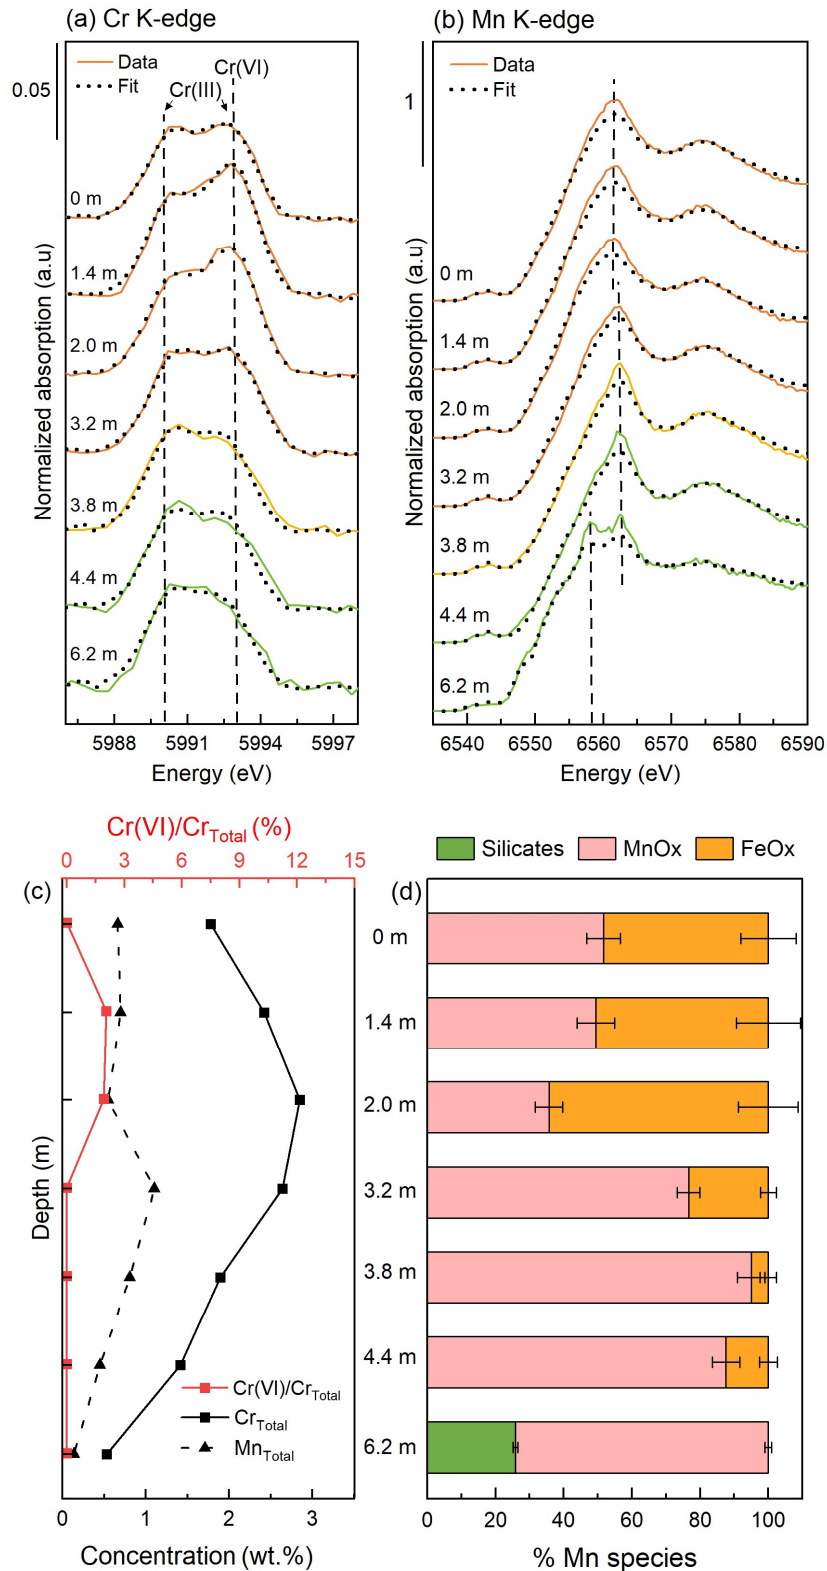 (a) Cr K-edge
Data
Fit
Cr(VI)
Cr(III)
0.05
0 m
1.4 m
2.0 m
3.2 m
3.8 m
4.4 m
6.2 m
Normalized absorption (a.u)
5988 5991 5994 5997
Energy (eV)
(b) Mn K-edge
Data
Fit
1
0 m
1.4 m
2.0 m
3.2 m
3.8 m
4.4 m
6.2 m
Normalized absorption (a.u)
6540 6550 6560 6570 6580 6590
Energy (eV)
Cr(VI)/CrTotal (%)
0 3 6 9 12 15
(c)
Depth (m)
Cr(VI)/CrTotal
CrTotal
MnTotal
0 1 2 3
Concentration (wt.%)
Silicates MnOx FeOx
(d)
0 m
1.4 m
2.0 m
3.2 m
3.8 m
4.4 m
6.2 m
0 20 40 60 80 100
% Mn species